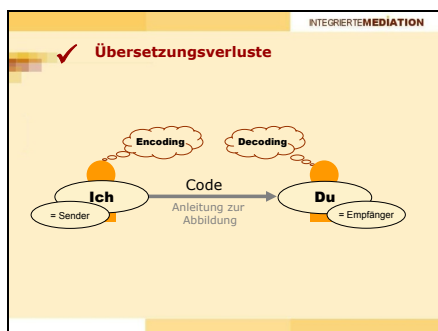 INTEGRIERTEMEDIATION
Übersetzungsverluste
Encoding
Decoding
Ich
Code
Du
= Sender
Anleitung zur
Abbildung
= Empfänger